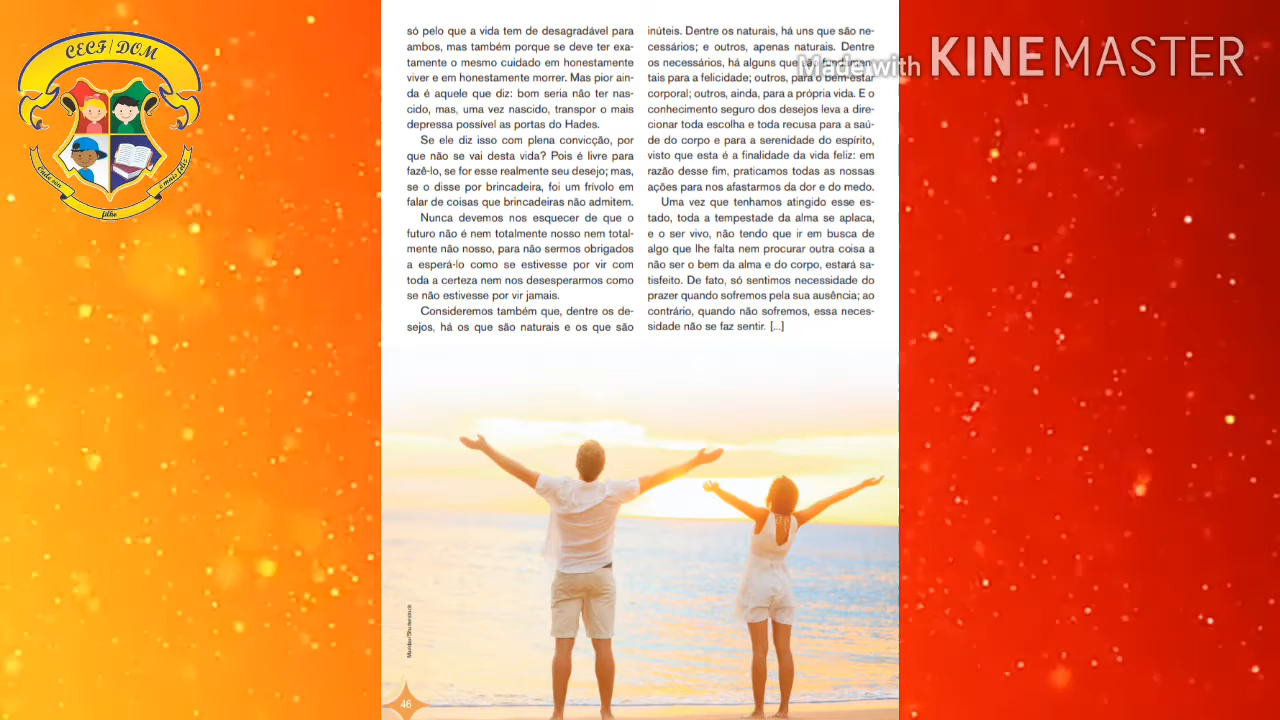 CECF/DOM
Onde seu
filho
é mais feliz
Made with KINEMASTER
só pelo que a vida tem de desagradável para
ambos, mas também porque se deve ter exa-
tamente o mesmo cuidado em honestamente
viver e em honestamente morrer. Mas pior ain-
da é aquele que diz: bom seria não ter nas-
cido, mas, uma vez nascido, transpor o mais
depressa possível as portas do Hades.
Se ele diz isso com plena convicção, por
que não se vai desta vida? Pois é livre para
fazê-lo, se for esse realmente seu desejo; mas,
se o disse por brincadeira, foi um frívolo em
falar de coisas que brincadeiras não admitem.
Nunca devemos nos esquecer de que o
futuro não é nem totalmente nosso nem total-
mente não nosso, para não sermos obrigados
a esperá-lo como se estivesse por vir com
toda a certeza nem nos desesperarmos como
se não estivesse por vir jamais.
Consideremos também que, dentre os de-
sejos, há os que são naturais e os que são
inúteis. Dentre os naturais, há uns que são ne-
cessários; e outros, apenas naturais. Dentre
os necessários, há alguns que são fundamen-
tais para a felicidade; outros, para o bem-estar
corporal; outros, ainda, para a própria vida. E o
conhecimento seguro dos desejos leva a dire-
cionar toda escolha e toda recusa para a saú-
de do corpo e para a serenidade do espírito,
visto que esta é a finalidade da vida feliz: em
razão desse fim, praticamos todas as nossas
ações para nos afastarmos da dor e do medo.
Uma vez que tenhamos atingido esse es-
tado, toda a tempestade da alma se aplaca,
e o ser vivo, não tendo que ir em busca de
algo que lhe falta nem procurar outra coisa a
não ser o bem da alma e do corpo, estará sa-
tisfeito. De fato, só sentimos necessidade do
prazer quando sofremos pela sua ausência; ao
contrário, quando não sofremos, essa neces-
sidade não se faz sentir. [...]
46